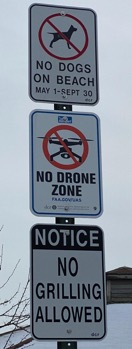 NO DOGS
ON BEACH
MAY 1-SEPT 30
NO DRONE
ZONE
FAA.GOV/UAS
NOTICE
NO
GRILLING
ALLOWED